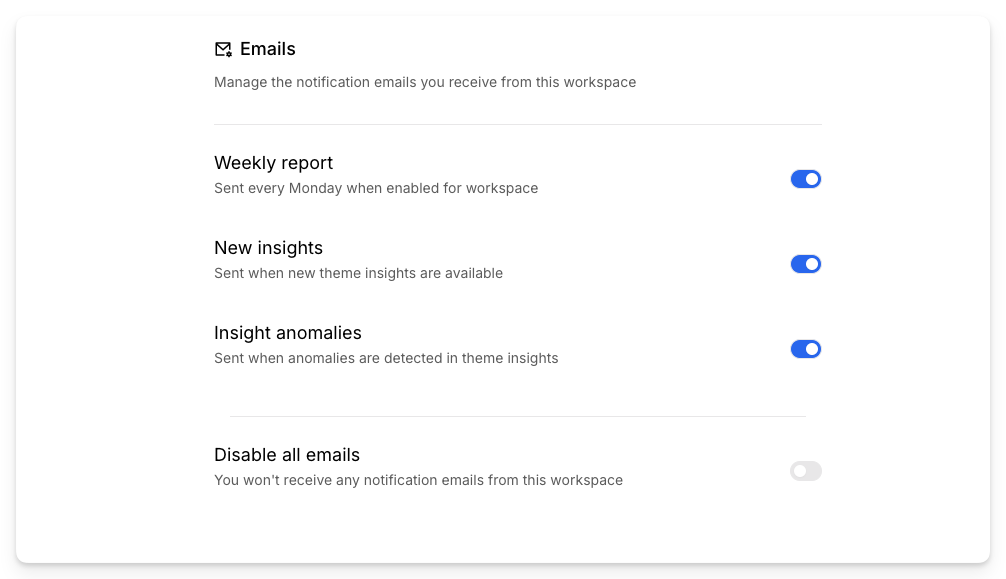 Emails
Manage the notification emails you receive from this workspace
Weekly report
Sent every Monday when enabled for workspace
New insights
Sent when new theme insights are available
Insight anomalies
Sent when anomalies are detected in theme insights
Disable all emails
You won't receive any notification emails from this workspace